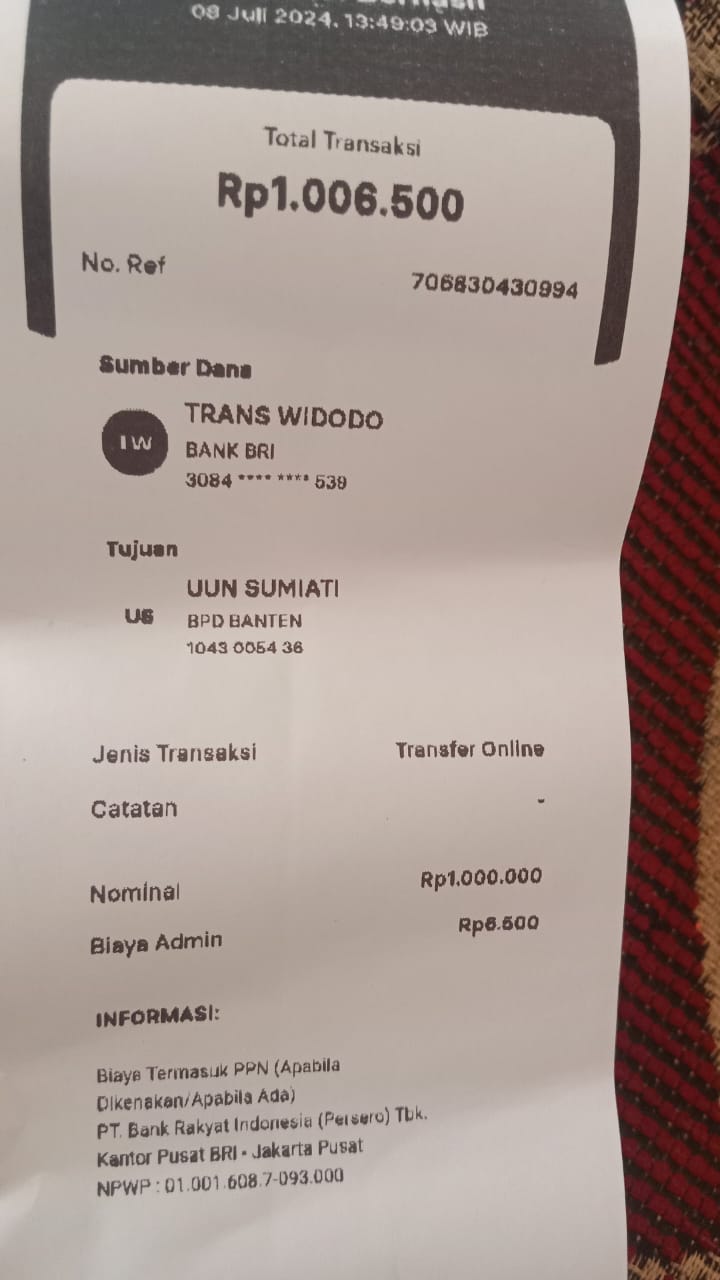 08 Juli 2024, 13:49:03 WIB
Total Transaksi
Rp1.006.500
No. Ref 706830430994
Sumber Dana
TRANS WIDODO
BANK BRI
3084 **** **** 539
Tujuan
UUN SUMIATI
US
BPD BANTEN
1043 0054 36
Jenis Transaksi Transfer Online
Catatan -
Nominal Rp1.000.000
Biaya Admin Rp6.500
INFORMASI:
Biaya Termasuk PPN (Apabila
Dikenakan/Apabila Ada)
PT. Bank Rakyat Indonesia (Persero) Tbk.
Kantor Pusat BRI - Jakarta Pusat
NPWP : 01.001.608.7-093.000